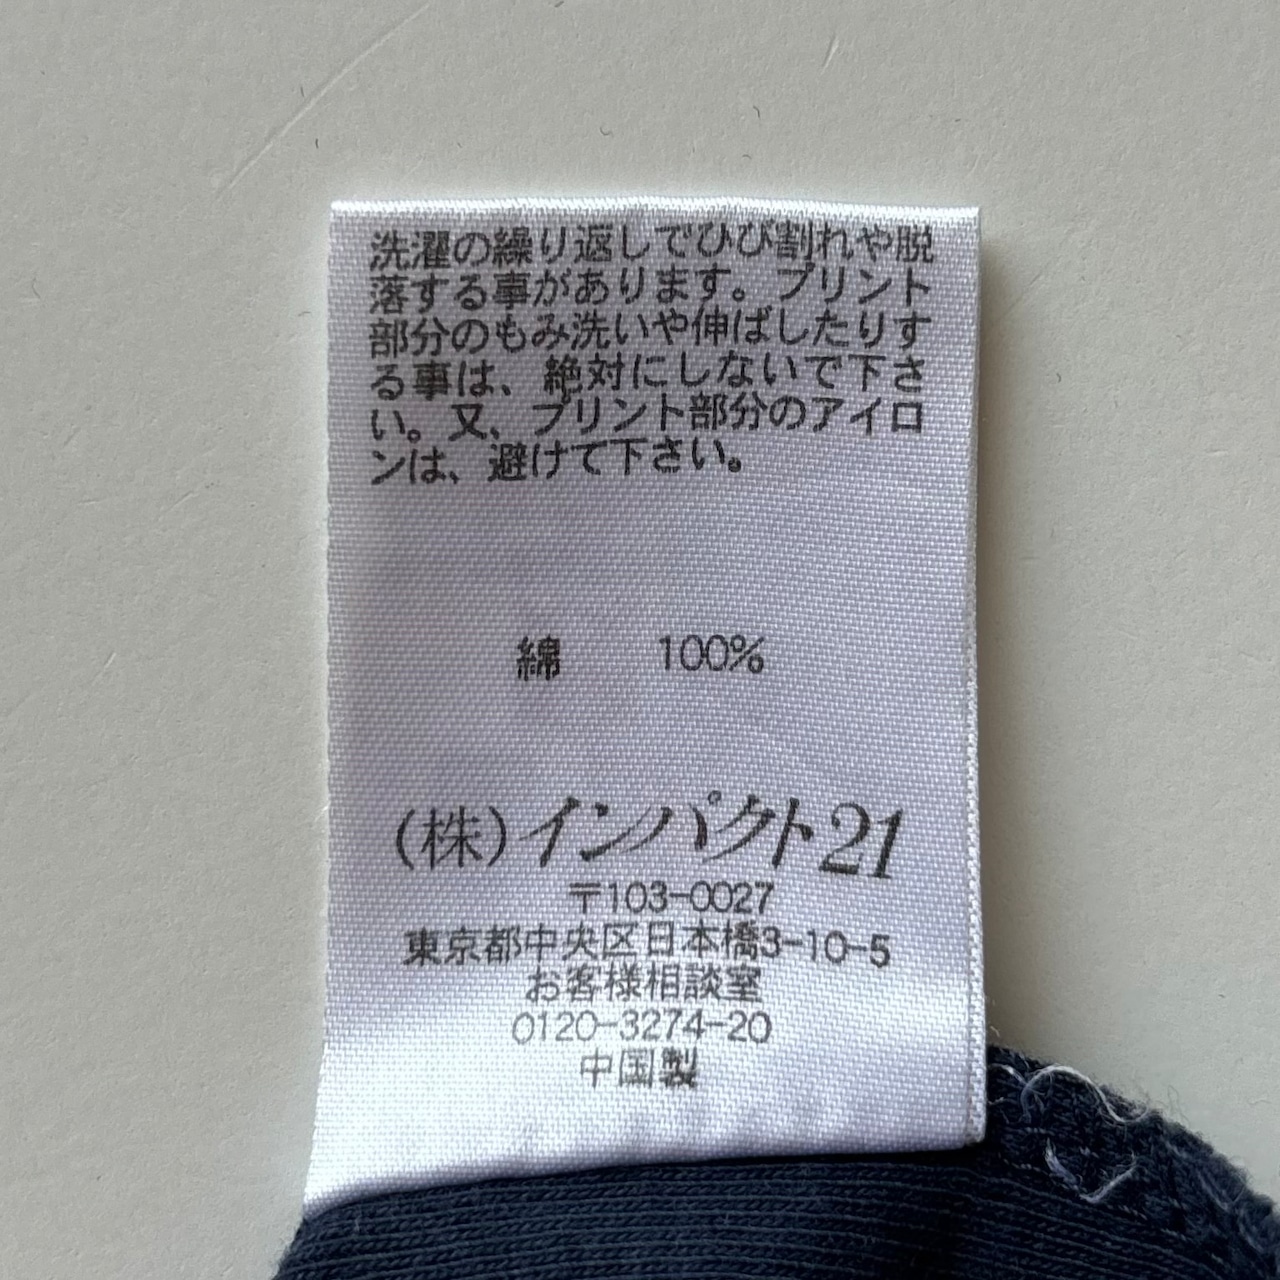 洗濯の繰り返しでひび割れや脱
落する事があります。プリント
部分のもみ洗いや伸ばしたりす
る事は、絶対にしないで下さ
い。又、プリント部分のアイロ
ンは、避けて下さい。
綿 100%
(株)インパクト21
〒103-0027
東京都中央区日本橋3-10-5
お客様相談室
0120-3274-20
中国製